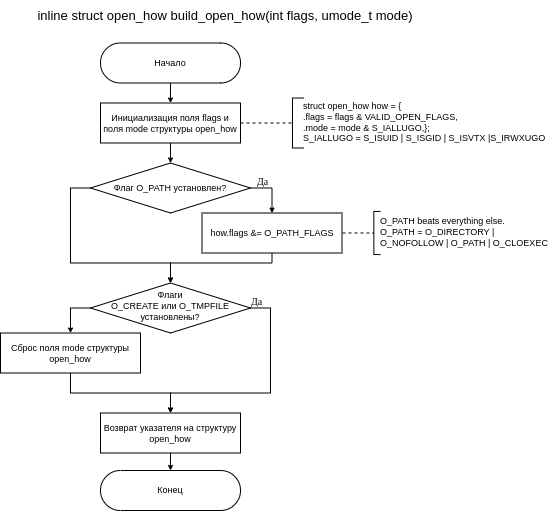 inline struct open_how build_open_how(int flags, umode_t mode)
Начало
Инициализация поля flags и
поля mode структуры open_how
struct open_how how = {
.flags = flags & VALID_OPEN_FLAGS,
.mode = mode & S_IALLUGO,};
S_IALLUGO = S_ISUID | S_ISGID | S_ISVTX |S_IRWXUGO
Флаг O_PATH установлен?
Да
how.flags &= O_PATH_FLAGS
O_PATH beats everything else.
O_PATH = O_DIRECTORY |
O_NOFOLLOW | O_PATH | O_CLOEXEC
Флаги
O_CREATE или O_TMPFILE
установлены?
Да
Сброс поля mode структуры
open_how
Возврат указателя на структуру
open_how
Конец